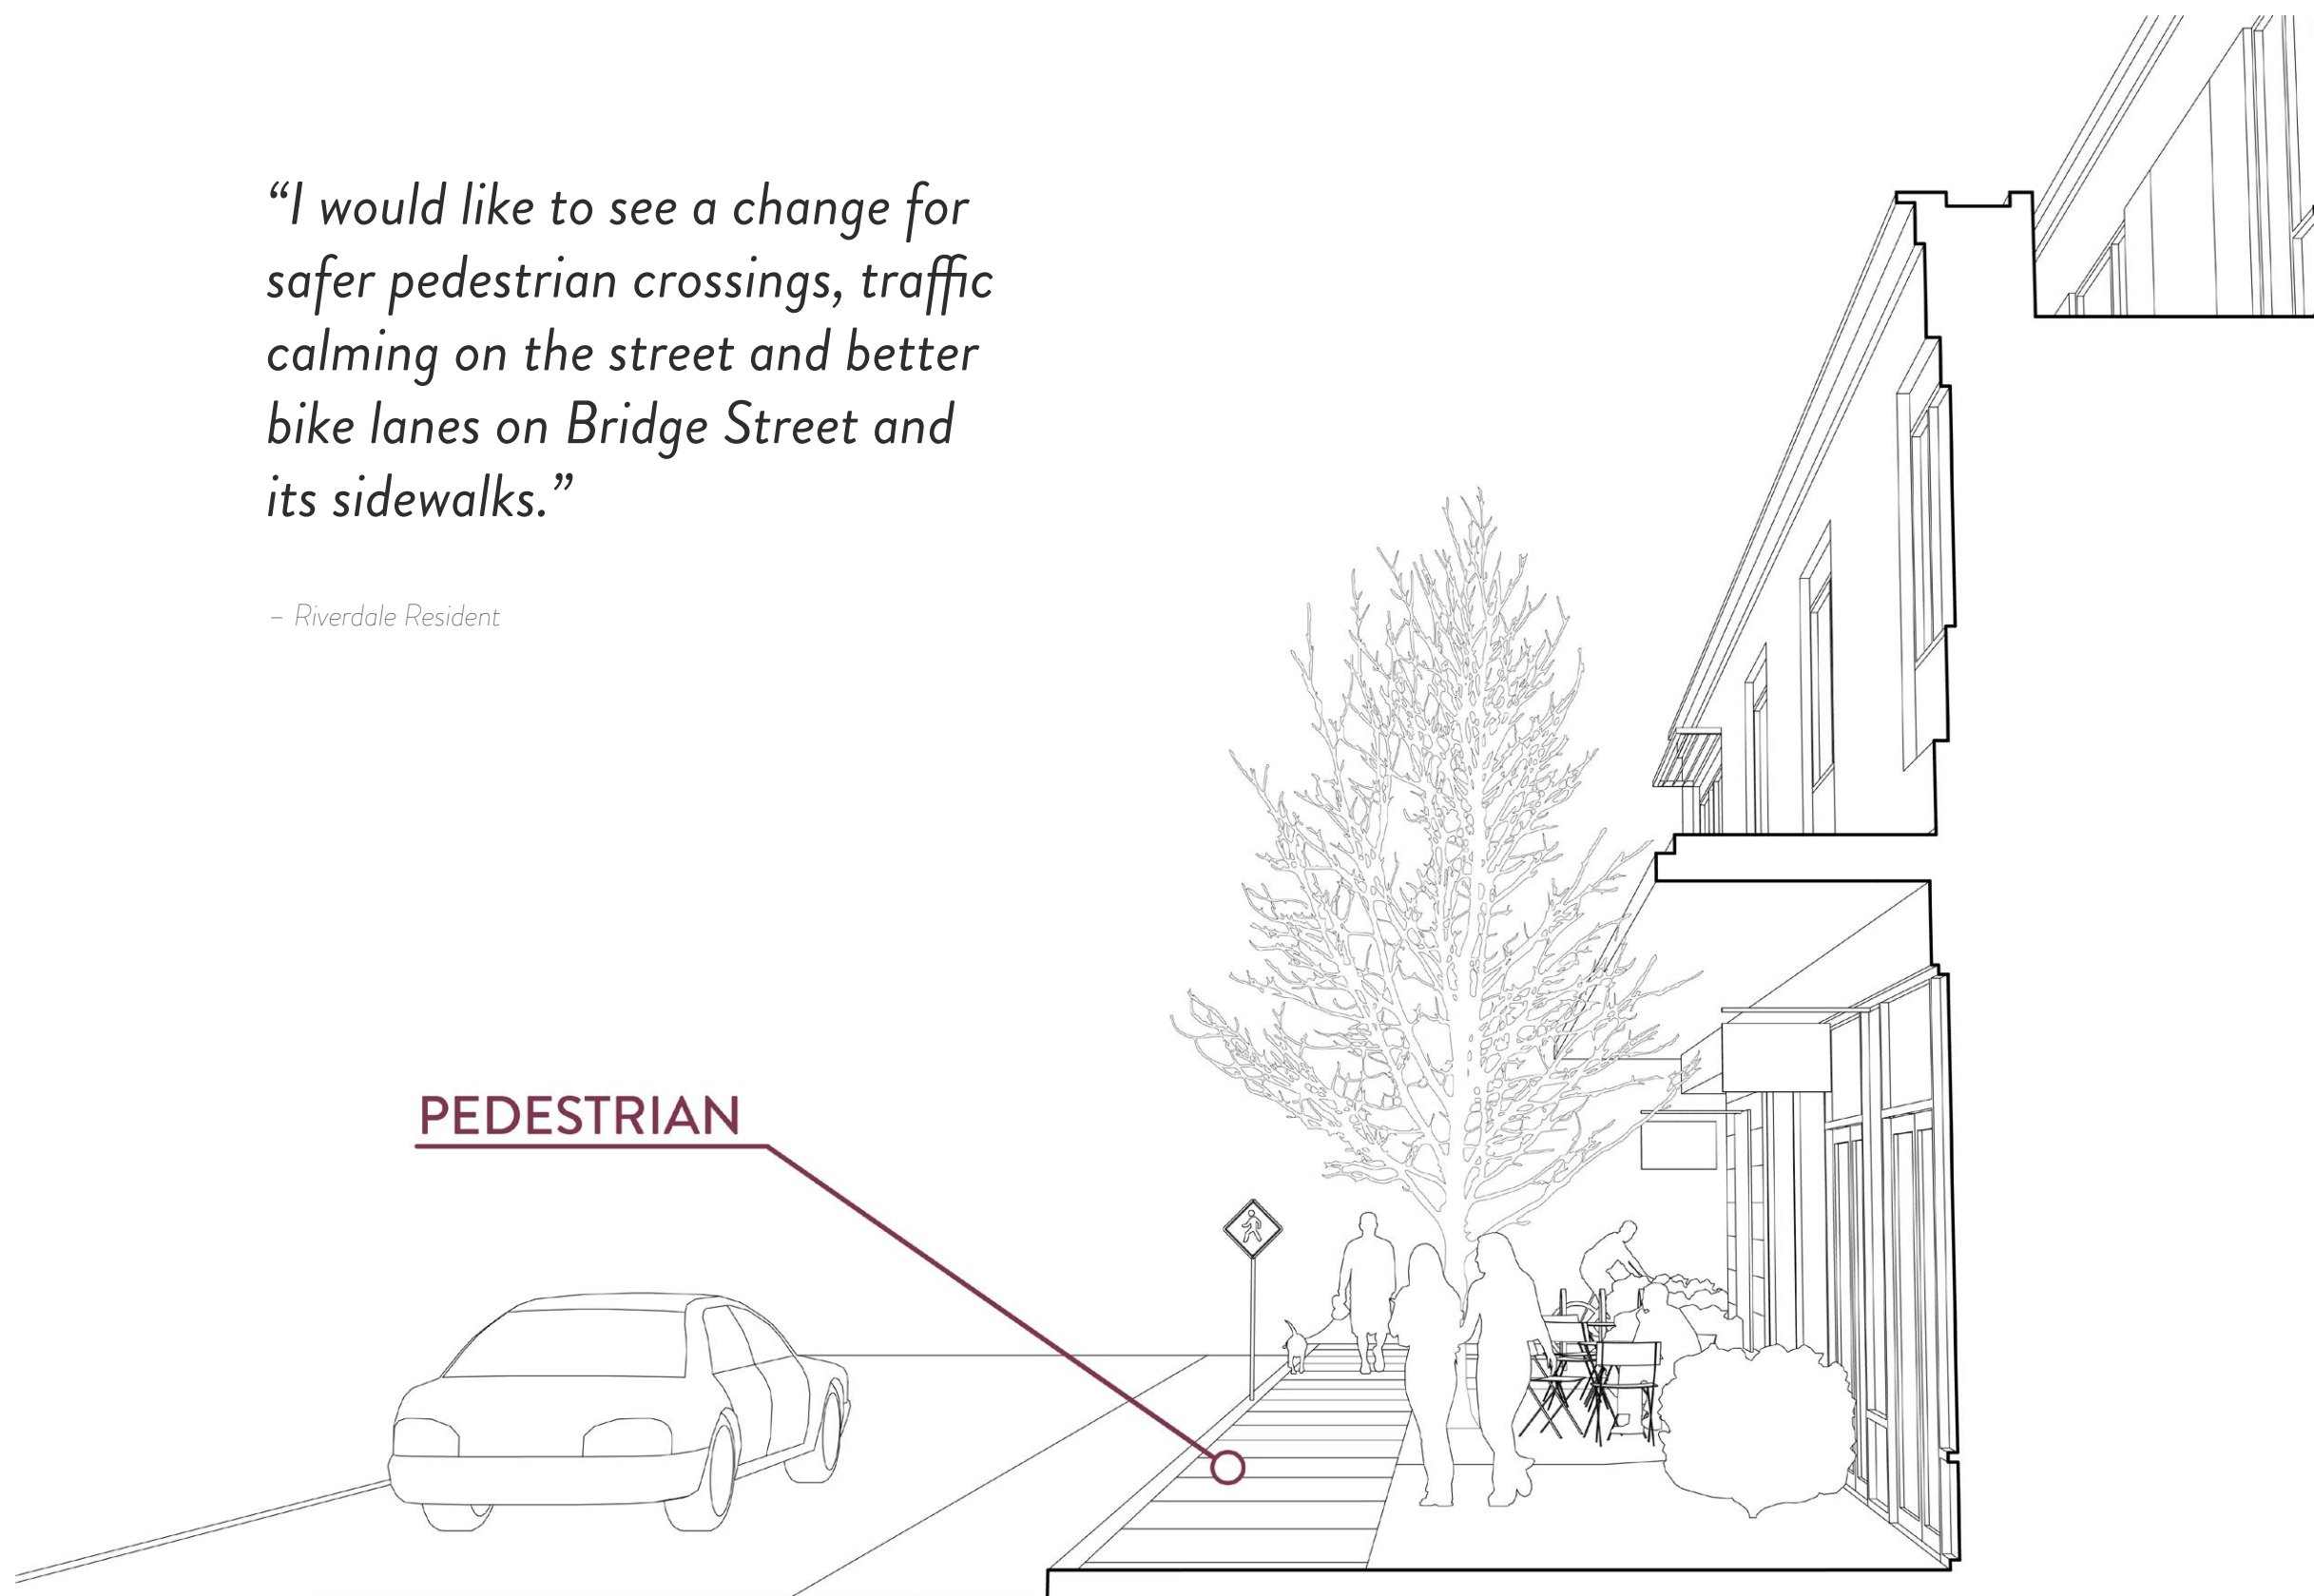 “I would like to see a change for
safer pedestrian crossings, traffic
calming on the street and better
bike lanes on Bridge Street and
its sidewalks.”
– Riverdale Resident
PEDESTRIAN